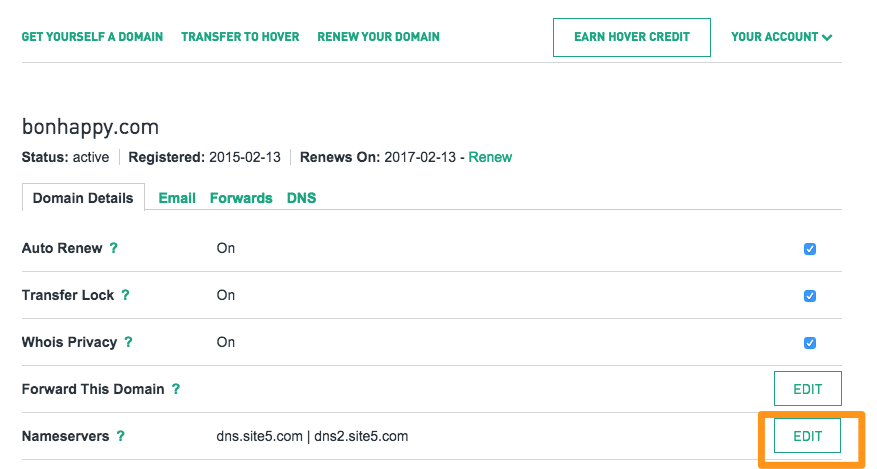 GET YOURSELF A DOMAIN TRANSFER TO HOVER RENEW YOUR DOMAIN EARN HOVER CREDIT YOUR ACCOUNT
bonhappy.com
Status: active Registered: 2015-02-13 Renews On: 2017-02-13 - Renew
Domain Details Email Forwards DNS
Auto Renew ? On
Transfer Lock ? On
Whois Privacy ? On
Forward This Domain ? EDIT
Nameservers ? dns.site5.com | dns2.site5.com EDIT